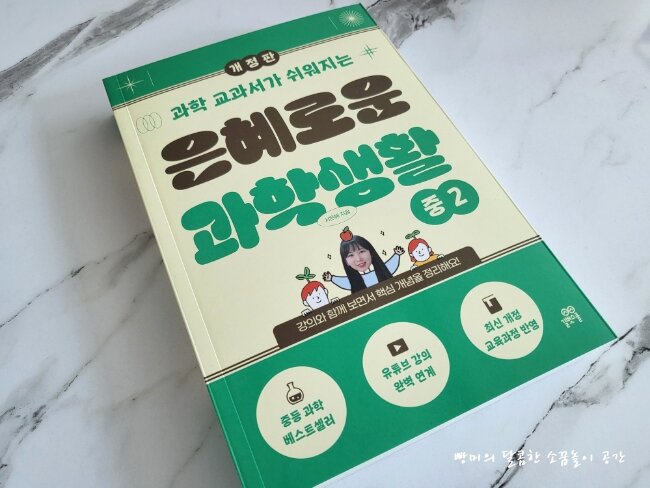 개정판
과학 교과서가 쉬워지는
은혜로운
과학생활
중2
강의와 함께 보면서 핵심 개념을 정리해요!
중등 과학
베스트셀러
유튜브 강의
완벽 연계
최신 개정
교육과정 반영
빵미의 달콤한 소꿉놀이 공간